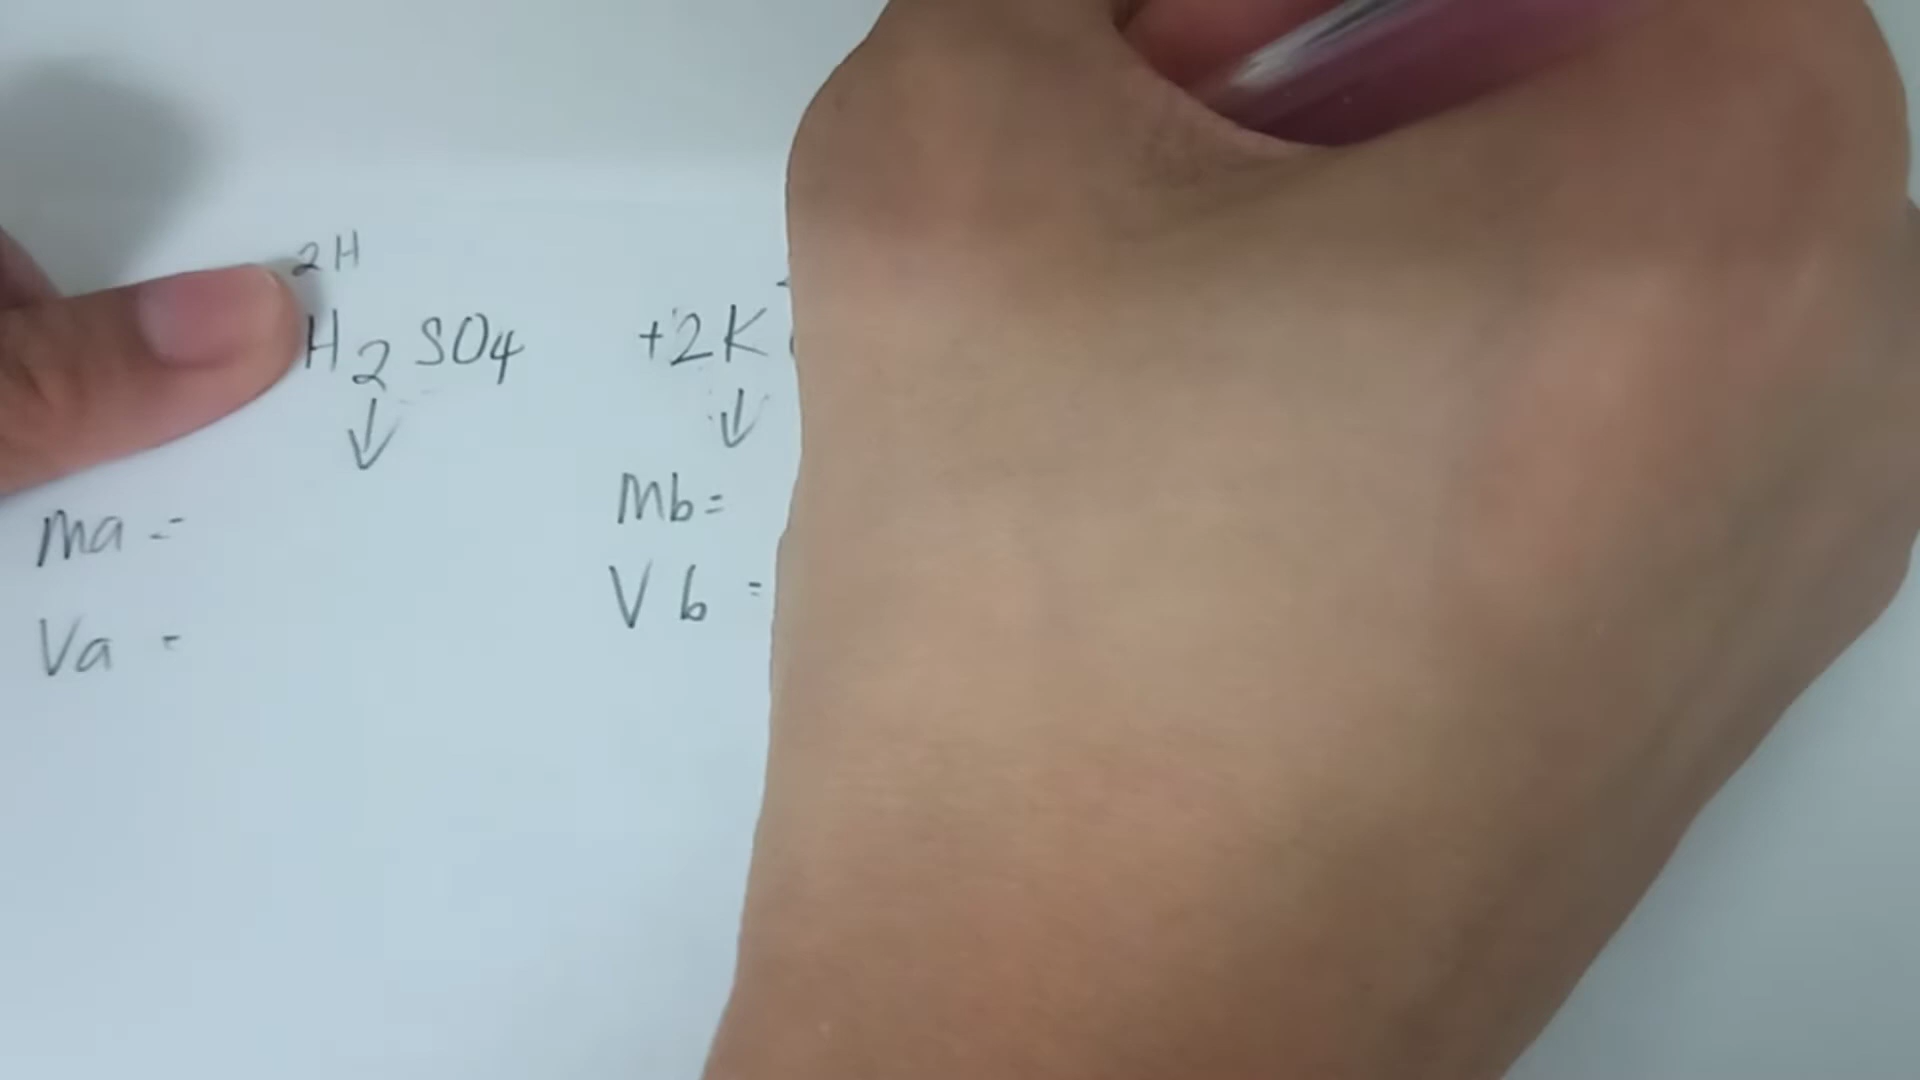 2H
H2SO4 +2K
↓ ↓
Ma =
Mb =
Va =
Vb =